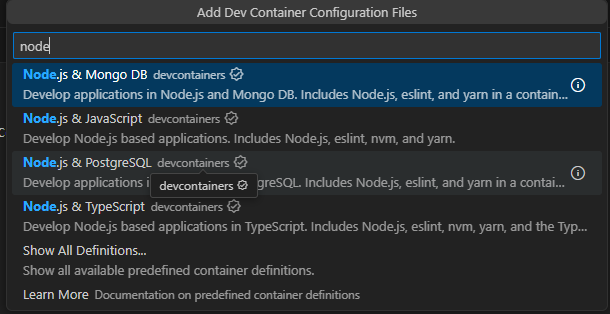 Add Dev Container Configuration Files
node
Node.js & Mongo DB devcontainers
Develop applications in Node.js and Mongo DB. Includes Node.js, eslint, and yarn in a contain...
Node.js & JavaScript devcontainers
Develop Node.js based applications. Includes Node.js, eslint, nvm, and yarn.
Node.js & PostgreSQL devcontainers
Develop applications in greSQL. Includes Node.js, eslint, and yarn in a contai...
devcontainers
Node.js & TypeScript devcontainers
Develop Node.js based applications in TypeScript. Includes Node.js, eslint, nvm, yarn, and the Typ...
Show All Definitions...
Show all available predefined container definitions.
Learn More Documentation on predefined container definitions